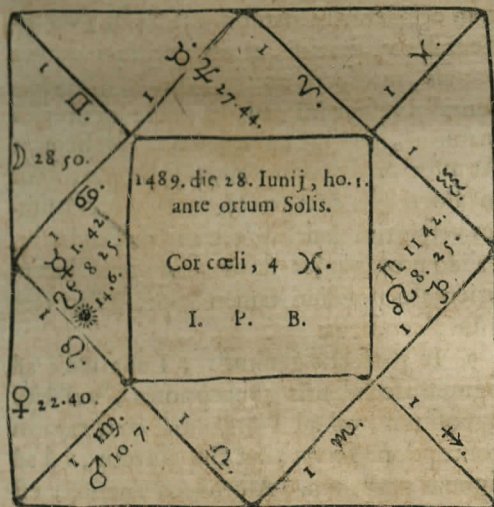 ♊.
I
I
♉ ♃ 27.44.
♈.
I
♓.
I
☽ 28 50.
♋
☿ 1. 42.
☋ 8. 25.
☉ 14. 6.
I
♌
♀ 22.40.
I
♍.
♂ 10. 7.
I
♎.
I
♏.
I
♐.
I
♑
♄ 11 42.
☊ 8. 25.
♒
I
1489. die 28. Iunij, ho. 1.
ante ortum Solis.
Cor cœli, 4 ♓.
I. P. B.